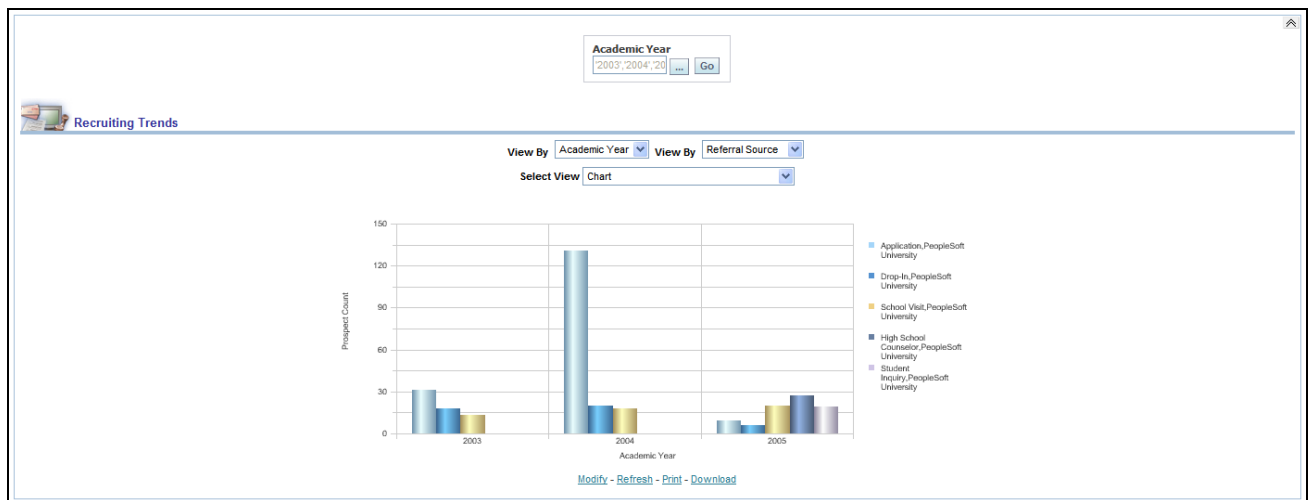 Academic Year
'2003','2004','20 ... Go
Recruiting Trends
View By Academic Year View By Referral Source
Select View Chart
150
120
90
60
30
0
Prospect Count
2003 2004 2005
Academic Year
Application,PeopleSoft
University
Drop-In,PeopleSoft
University
School Visit,PeopleSoft
University
High School
Counselor,PeopleSoft
University
Student
Inquiry,PeopleSoft
University
Modify - Refresh - Print - Download